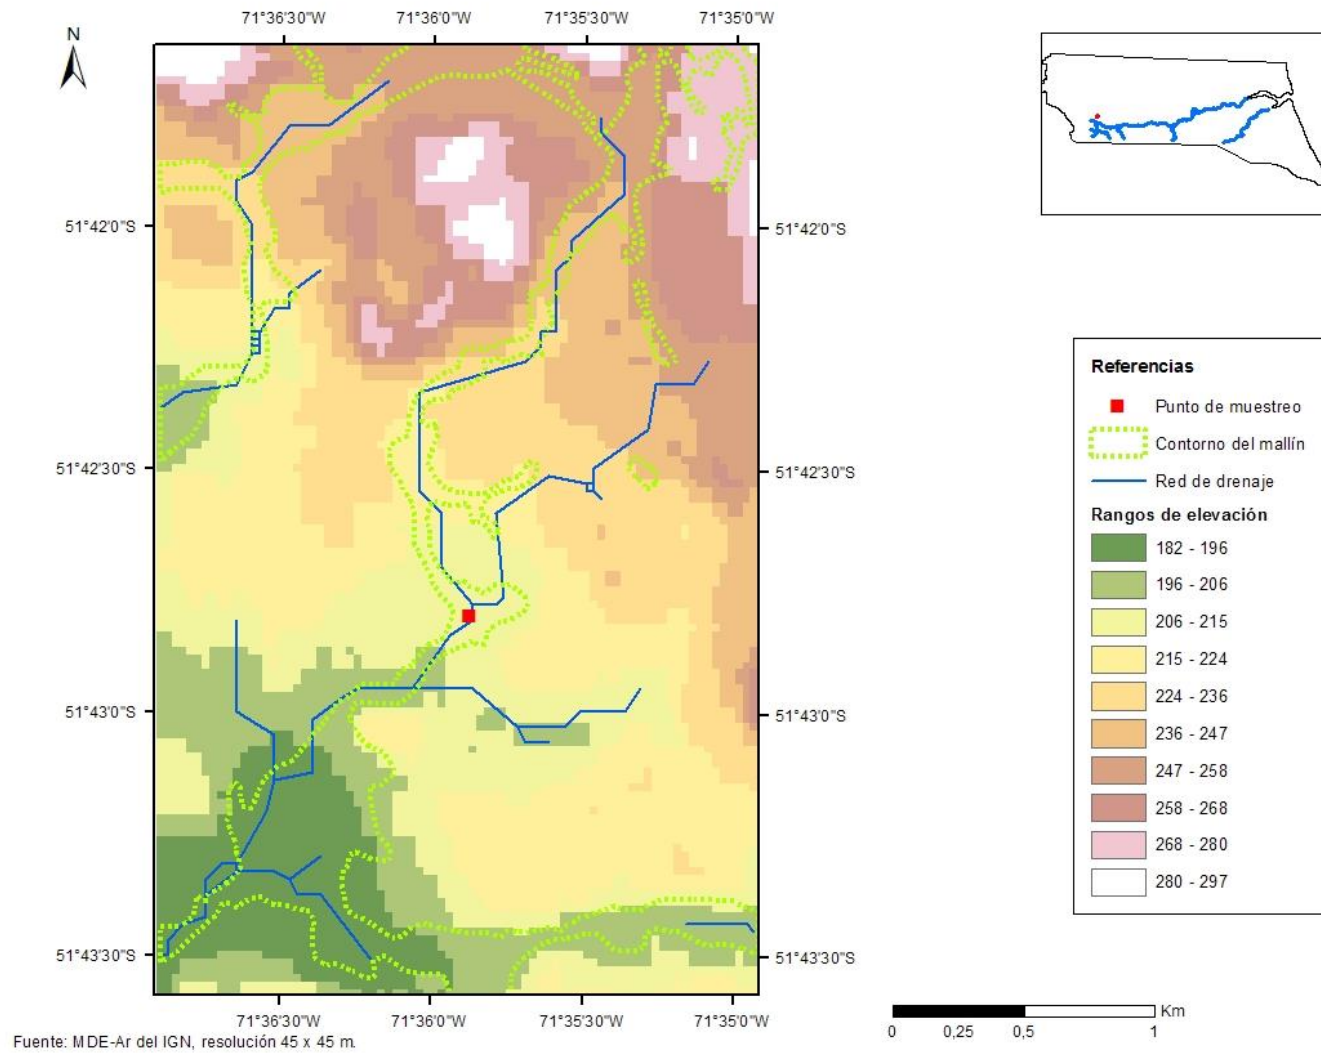 71°36'30"W 71°36'0"W 71°35'30"W 71°35'0"W
N
51°42'0"S 51°42'0"S
51°42'30"S 51°42'30"S
51°43'0"S 51°43'0"S
51°43'30"S 51°43'30"S
71°36'30"W 71°36'0"W 71°35'30"W 71°35'0"W
Referencias
Punto de muestreo
Contorno del mallín
Red de drenaje
Rangos de elevación
182 - 196
196 - 206
206 - 215
215 - 224
224 - 236
236 - 247
247 - 258
258 - 268
268 - 280
280 - 297
Km
0 0,25 0,5 1
Fuente: MDE-Ar del IGN, resolución 45 x 45 m.